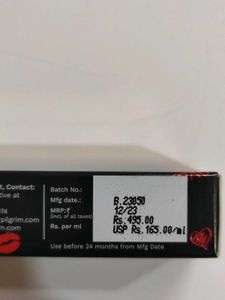 t, Contact:
tive at
pilgrim.com
m.com
Batch No.:
Mfg date.:
MRP:₹
(Incl. of all taxes)
Rs. per ml
B.23050
12/23
Rs.495.00
USP Rs.165.00/ml
Use before 24 months from Mfg Date